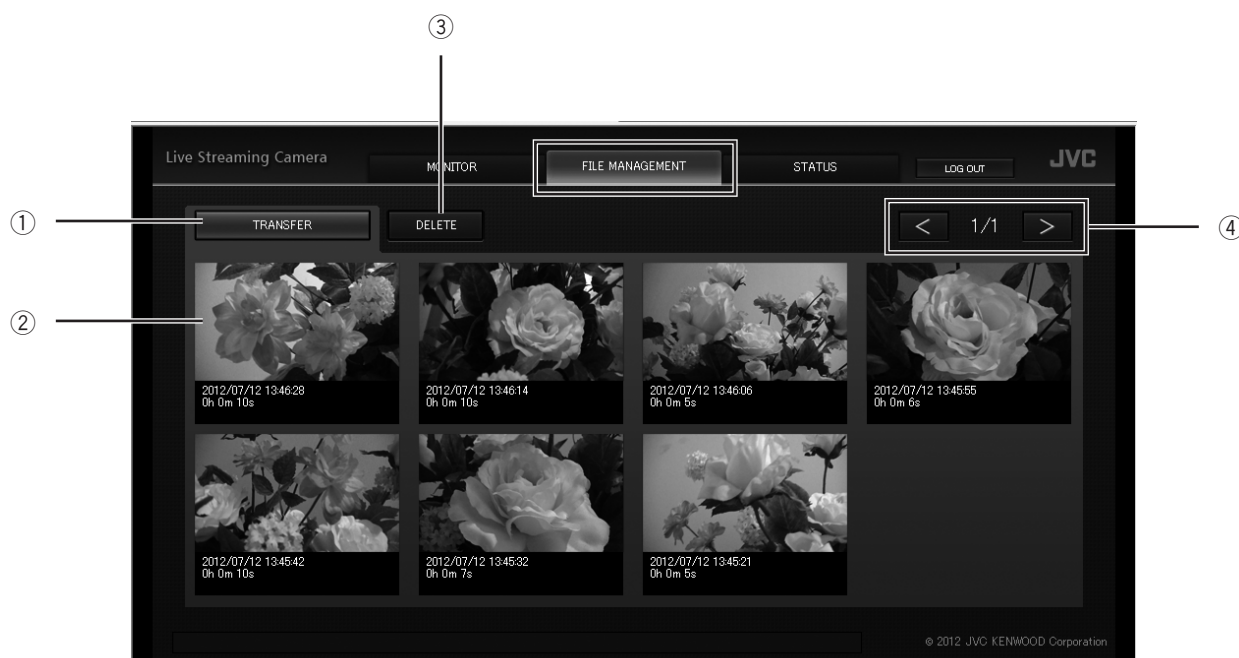 ③
Live Streaming Camera
MONITOR
FILE MANAGEMENT
STATUS
LOG OUT
JVC
①
TRANSFER
DELETE
< 1/1 >
④
②
2012/07/12 13:46:28
0h 0m 10s
2012/07/12 13:46:14
0h 0m 10s
2012/07/12 13:46:06
0h 0m 5s
2012/07/12 13:45:55
0h 0m 6s
2012/07/12 13:45:42
0h 0m 10s
2012/07/12 13:45:32
0h 0m 7s
2012/07/12 13:45:21
0h 0m 5s
© 2012 JVC KENWOOD Corporation